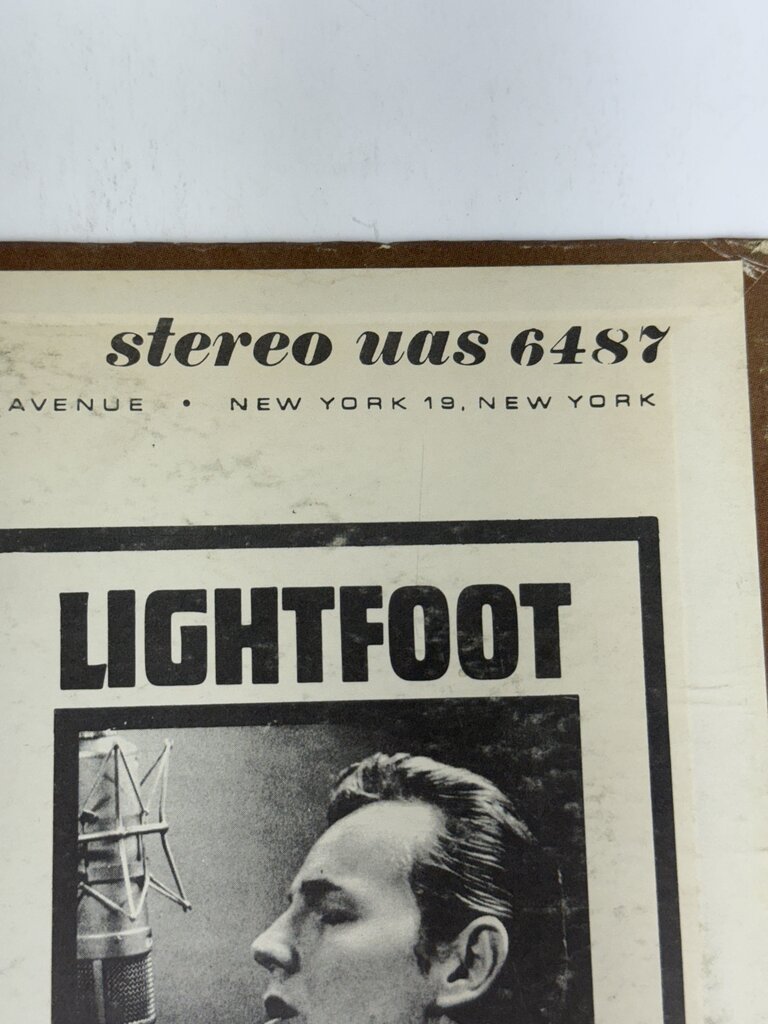 stereo uas 6487
AVENUE • NEW YORK 19, NEW YORK
LIGHTFOOT